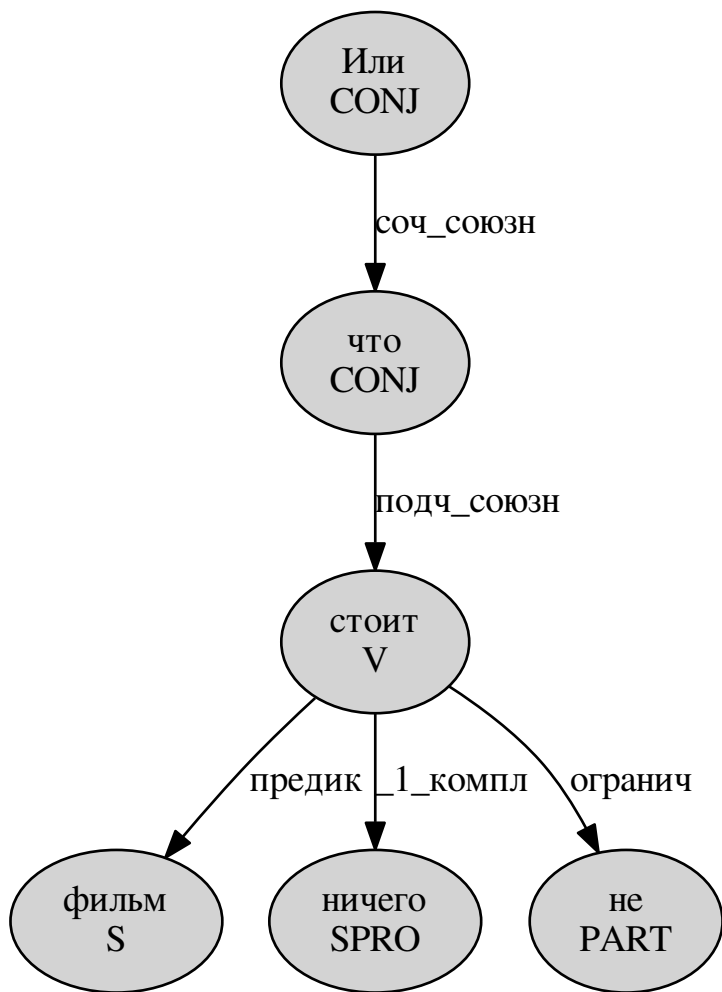 Или
CONJ
соч_союзн
что
CONJ
подч_союзн
стоит
V
предик _1_компл огранич
фильм ничего не
S SPRO PART